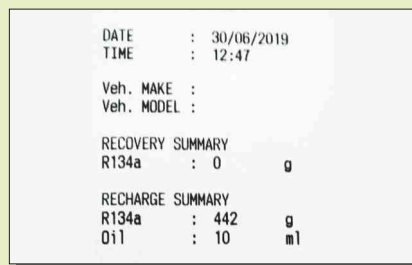 DATE : 30/06/2019
TIME : 12:47
Veh. MAKE :
Veh. MODEL :
RECOVERY SUMMARY
R134a : 0 g
RECHARGE SUMMARY
R134a : 442 g
Oil : 10 ml